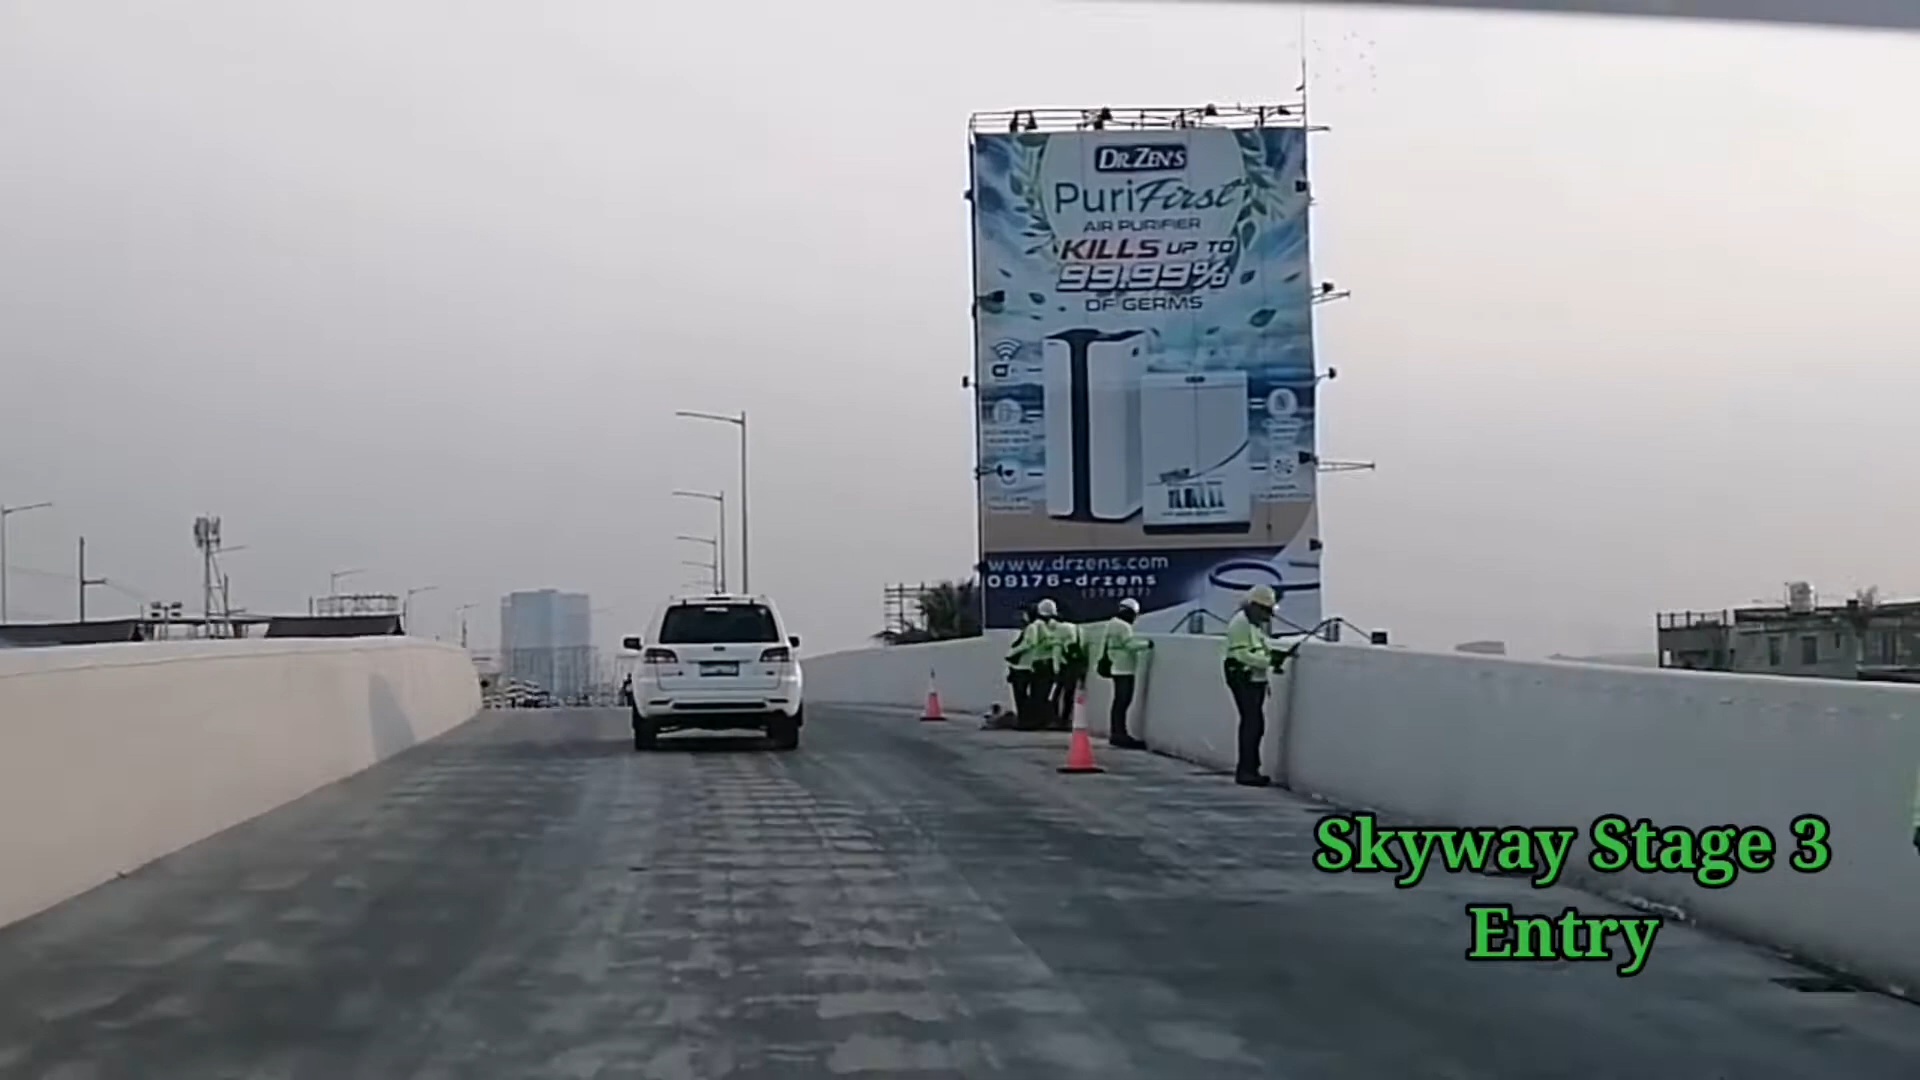 DR. ZEN'S
PuriFirst
AIR PURIFIER
KILLS UP TO
99.99%
OF GERMS
www.drzens.com
09176-drzens
(379367)
Skyway Stage 3
Entry